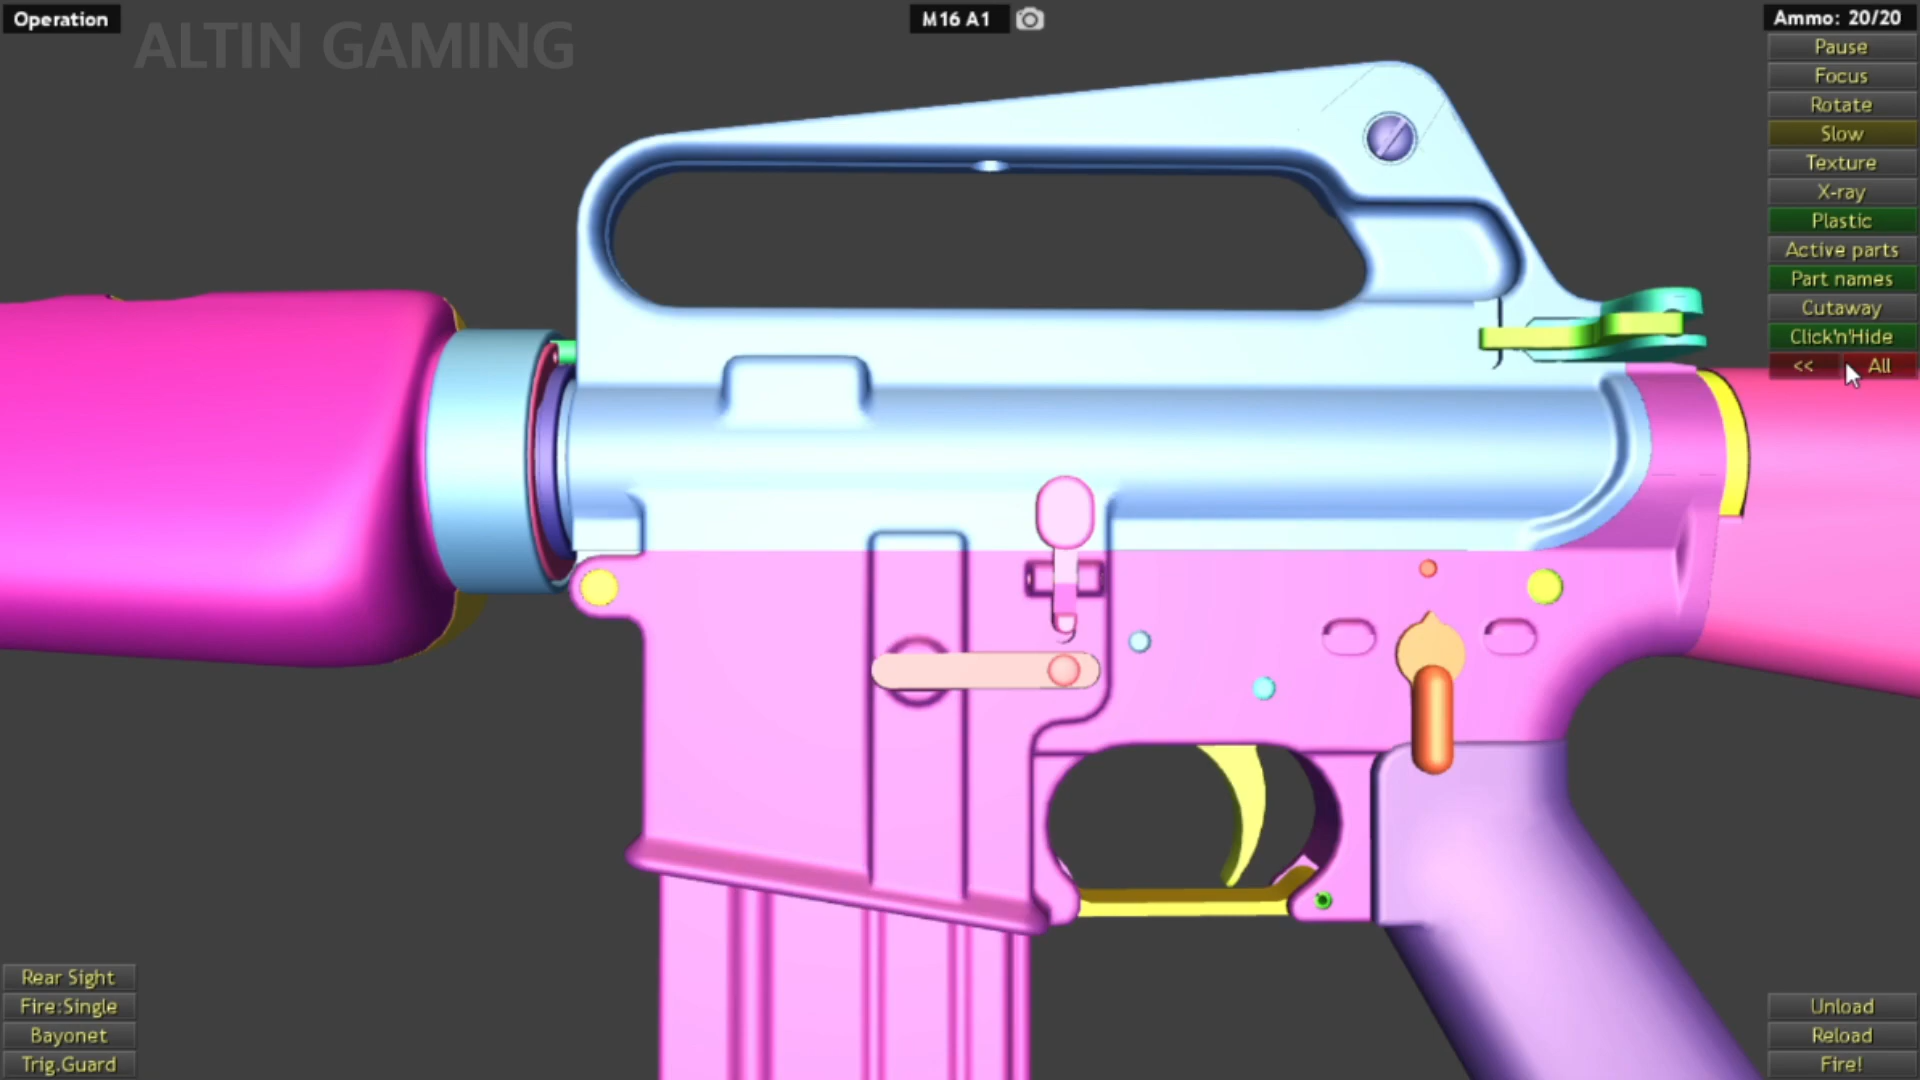 Operation
ALTIN GAMING
M16 A1
Ammo: 20/20
Pause
Focus
Rotate
Slow
Texture
X-ray
Plastic
Active parts
Part names
Cutaway
Click'n'Hide
<< All
Rear Sight
Fire:Single
Bayonet
Trig.Guard
Unload
Reload
Fire!